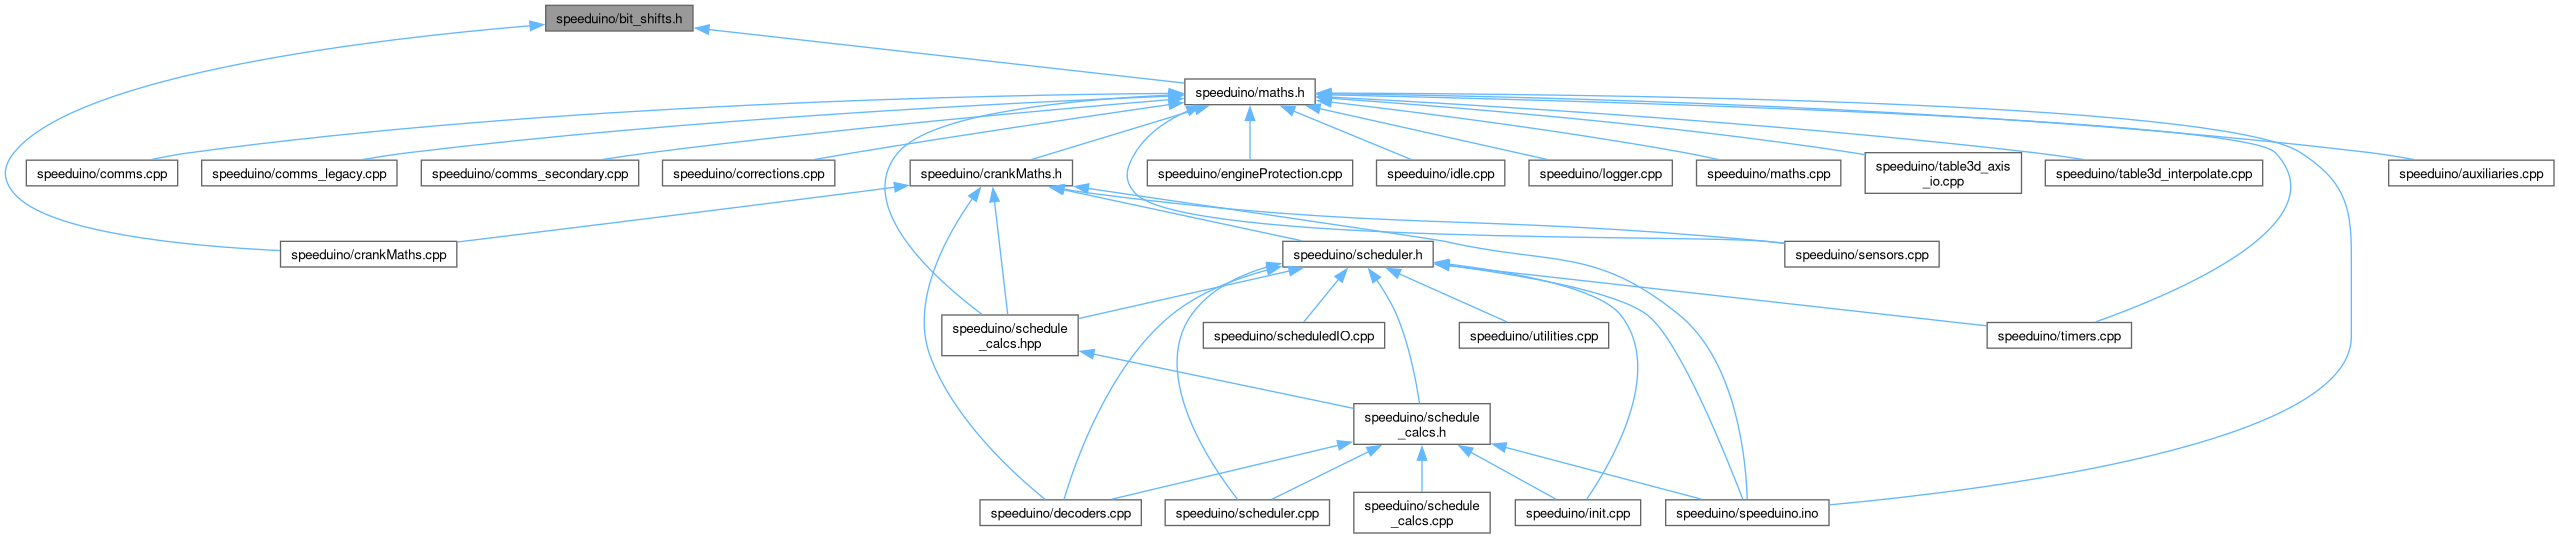 speeduino/bit_shifts.h
speeduino/maths.h
speeduino/comms.cpp
speeduino/comms_legacy.cpp
speeduino/comms_secondary.cpp
speeduino/corrections.cpp
speeduino/crankMaths.h
speeduino/engineProtection.cpp
speeduino/idle.cpp
speeduino/logger.cpp
speeduino/maths.cpp
speeduino/table3d_axis
_io.cpp
speeduino/table3d_interpolate.cpp
speeduino/auxiliaries.cpp
speeduino/crankMaths.cpp
speeduino/scheduler.h
speeduino/sensors.cpp
speeduino/schedule
_calcs.hpp
speeduino/scheduledIO.cpp
speeduino/utilities.cpp
speeduino/timers.cpp
speeduino/schedule
_calcs.h
speeduino/decoders.cpp
speeduino/scheduler.cpp
speeduino/schedule
_calcs.cpp
speeduino/init.cpp
speeduino/speeduino.ino